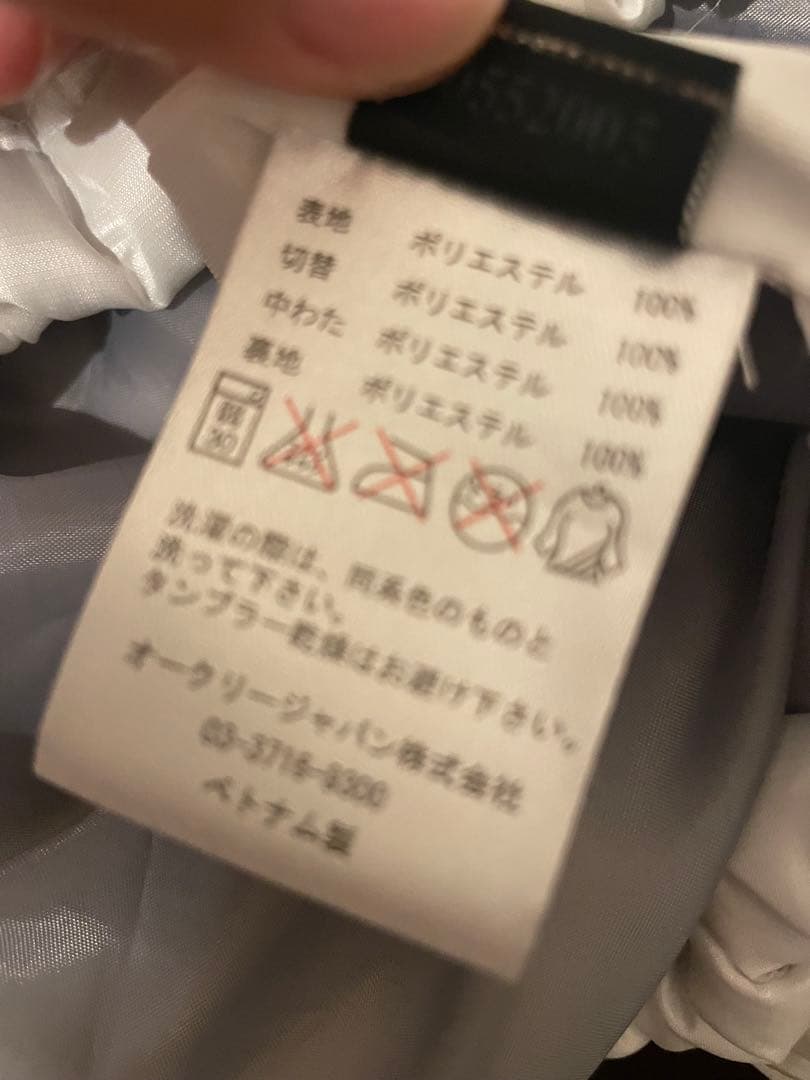 表地 ポリエステル 100%
切替 ポリエステル 100%
中わた ポリエステル 100%
裏地 ポリエステル 100%
洗濯の際は、同系色のものと
洗って下さい。
タンブラー乾燥はお避け下さい。
オークリージャパン株式会社
ベトナム製